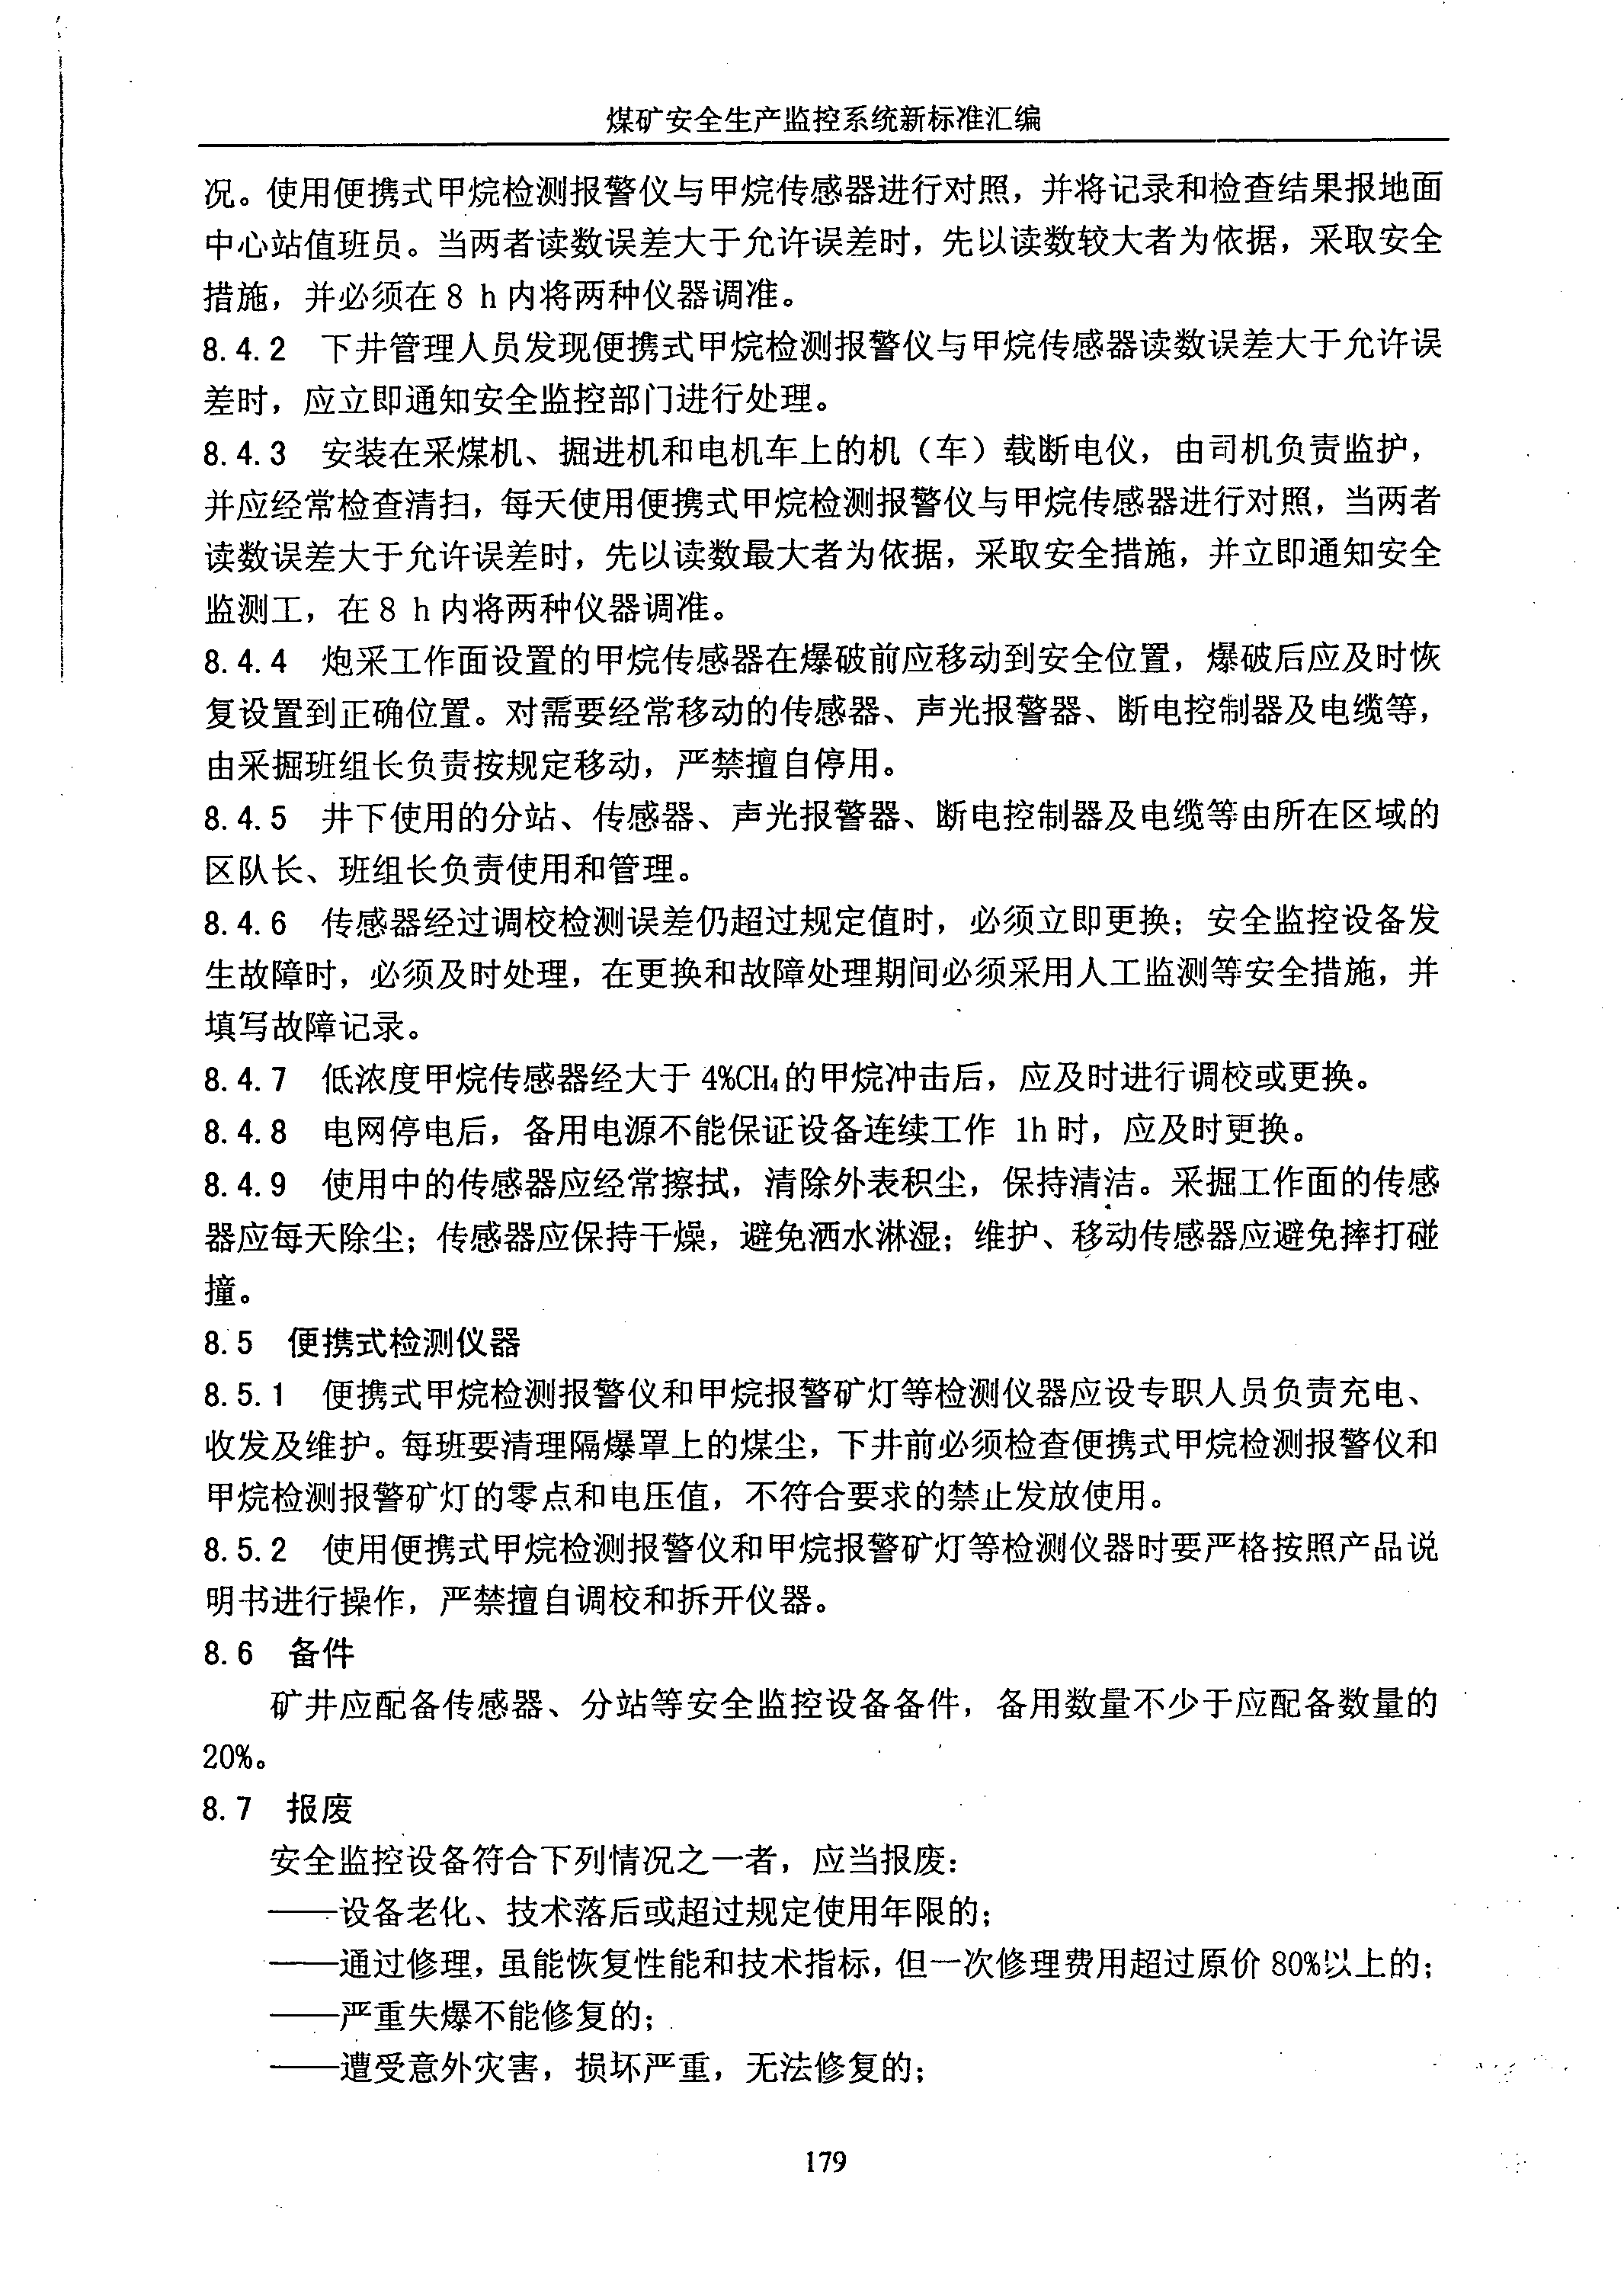 煤矿安全生产监控系统新标准汇编
况。使用便携式甲烷检测报警仪与甲烷传感器进行对照，并将记录和检查结果报地面
中心站值班员。当两者读数误差大于允许误差时，先以读数较大者为依据，采取安全
措施，并必须在 8 h 内将两种仪器调准。
8.4.2 下井管理人员发现便携式甲烷检测报警仪与甲烷传感器读数误差大于允许误
差时，应立即通知安全监控部门进行处理。
8.4.3 安装在采煤机、掘进机和电机车上的机（车）载断电仪，由司机负责监护，
并应经常检查清扫，每天使用便携式甲烷检测报警仪与甲烷传感器进行对照，当两者
读数误差大于允许误差时，先以读数最大者为依据，采取安全措施，并立即通知安全
监测工，在 8 h 内将两种仪器调准。
8.4.4 炮采工作面设置的甲烷传感器在爆破前应移动到安全位置，爆破后应及时恢
复设置到正确位置。对需要经常移动的传感器、声光报警器、断电控制器及电缆等，
由采掘班组长负责按规定移动，严禁擅自停用。
8.4.5 井下使用的分站、传感器、声光报警器、断电控制器及电缆等由所在区域的
区队长、班组长负责使用和管理。
8.4.6 传感器经过调校检测误差仍超过规定值时，必须立即更换；安全监控设备发
生故障时，必须及时处理，在更换和故障处理期间必须采用人工监测等安全措施，并
填写故障记录。
8.4.7 低浓度甲烷传感器经大于 4%CH₄的甲烷冲击后，应及时进行调校或更换。
8.4.8 电网停电后，备用电源不能保证设备连续工作 1h 时，应及时更换。
8.4.9 使用中的传感器应经常擦拭，清除外表积尘，保持清洁。采掘工作面的传感
器应每天除尘；传感器应保持干燥，避免洒水淋湿；维护、移动传感器应避免摔打碰
撞。
8.5 便携式检测仪器
8.5.1 便携式甲烷检测报警仪和甲烷报警矿灯等检测仪器应设专职人员负责充电、
收发及维护。每班要清理隔爆罩上的煤尘，下井前必须检查便携式甲烷检测报警仪和
甲烷检测报警矿灯的零点和电压值，不符合要求的禁止发放使用。
8.5.2 使用便携式甲烷检测报警仪和甲烷报警矿灯等检测仪器时要严格按照产品说
明书进行操作，严禁擅自调校和拆开仪器。
8.6 备件
矿井应配备传感器、分站等安全监控设备备件，备用数量不少于应配备数量的
20%。
8.7 报废
安全监控设备符合下列情况之一者，应当报废：
——设备老化、技术落后或超过规定使用年限的；
——通过修理，虽能恢复性能和技术指标，但一次修理费用超过原价 80%以上的；
——严重失爆不能修复的；
——遭受意外灾害，损坏严重，无法修复的；
179